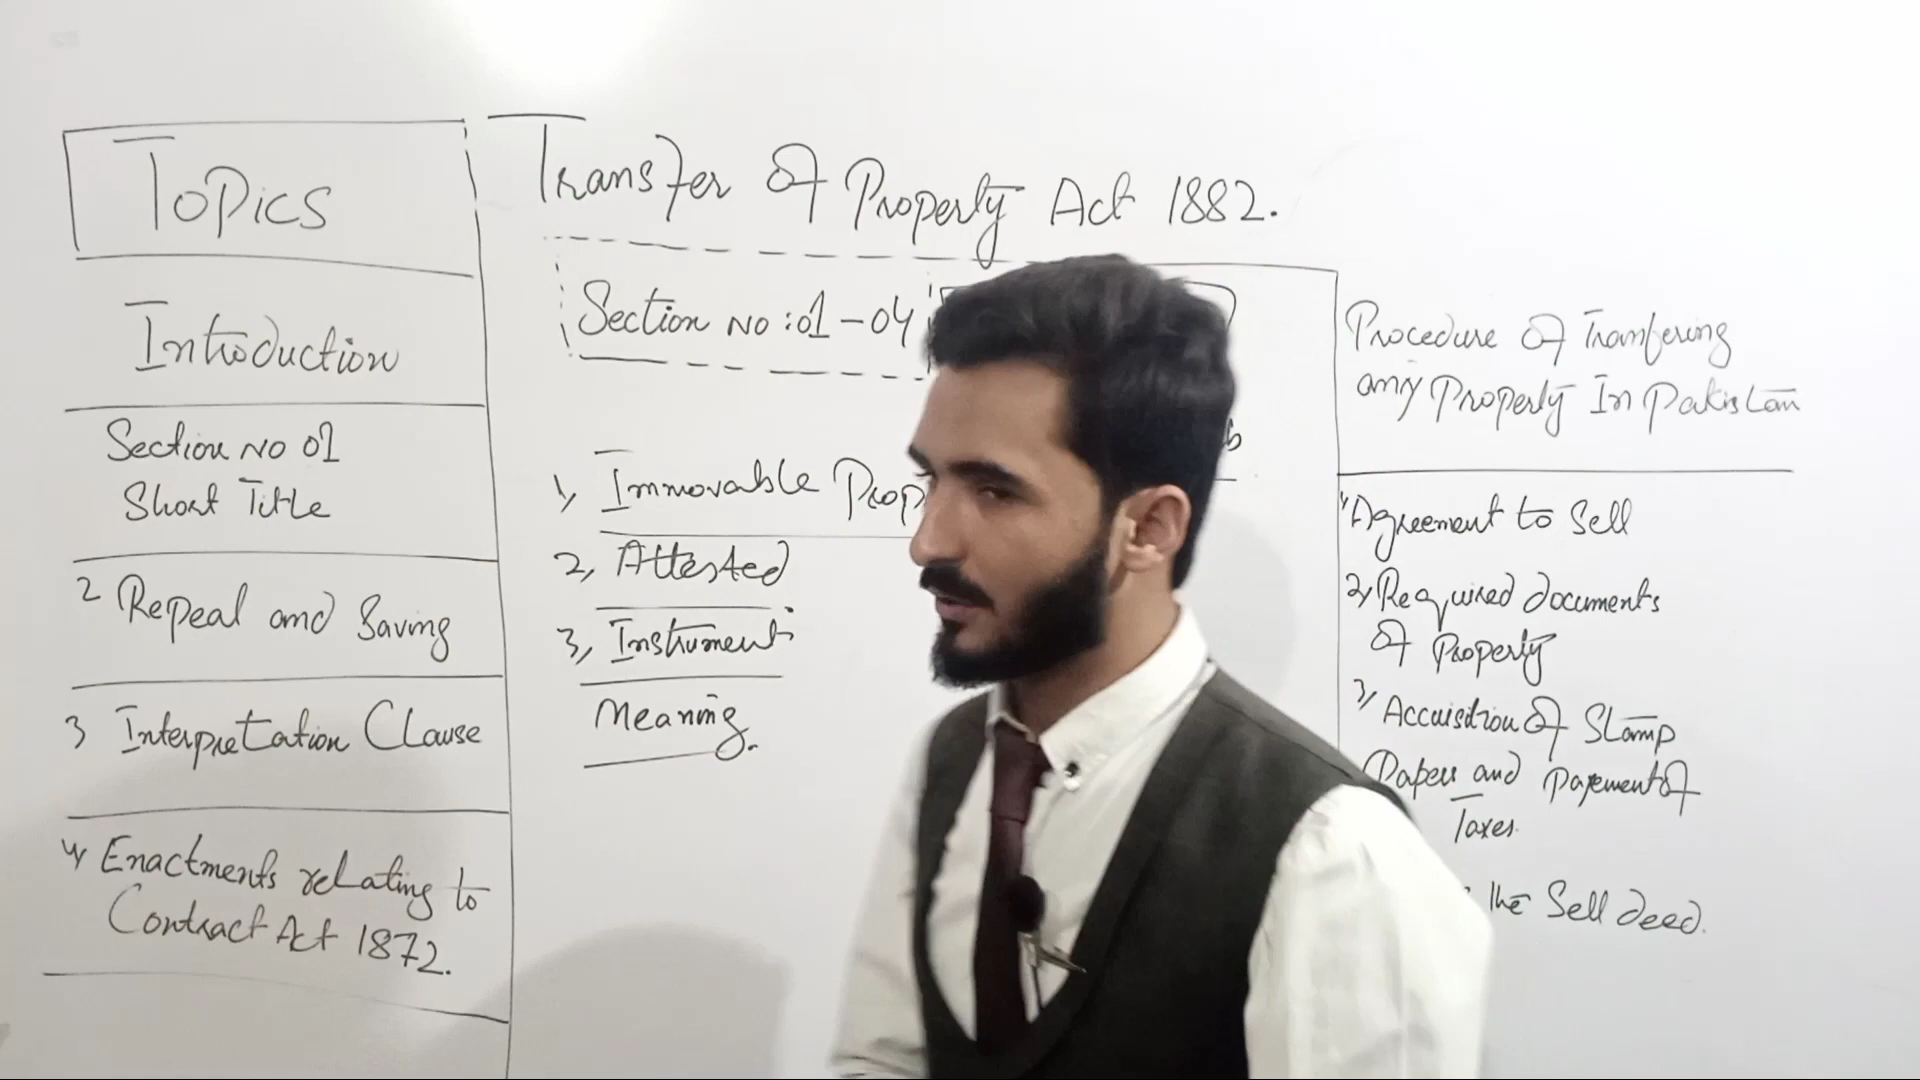 Topics
Introduction
Section No 01
Short Title
2 Repeal and Saving
3 Interpretation Clause
4, Enactments relating to
Contract Act 1872.
Transfer of Property Act 1882.
Section No : 01 - 04
1, Immovable Prop
2, Attested
3, Instrument
Meaning.
Procedure of Transfering
any Property In Pakistan
1, Agreement to Sell
2, Required documents
of Property
3, Accuisition of Stamp
Papers and Payement of
Taxes.
the Sell deed.